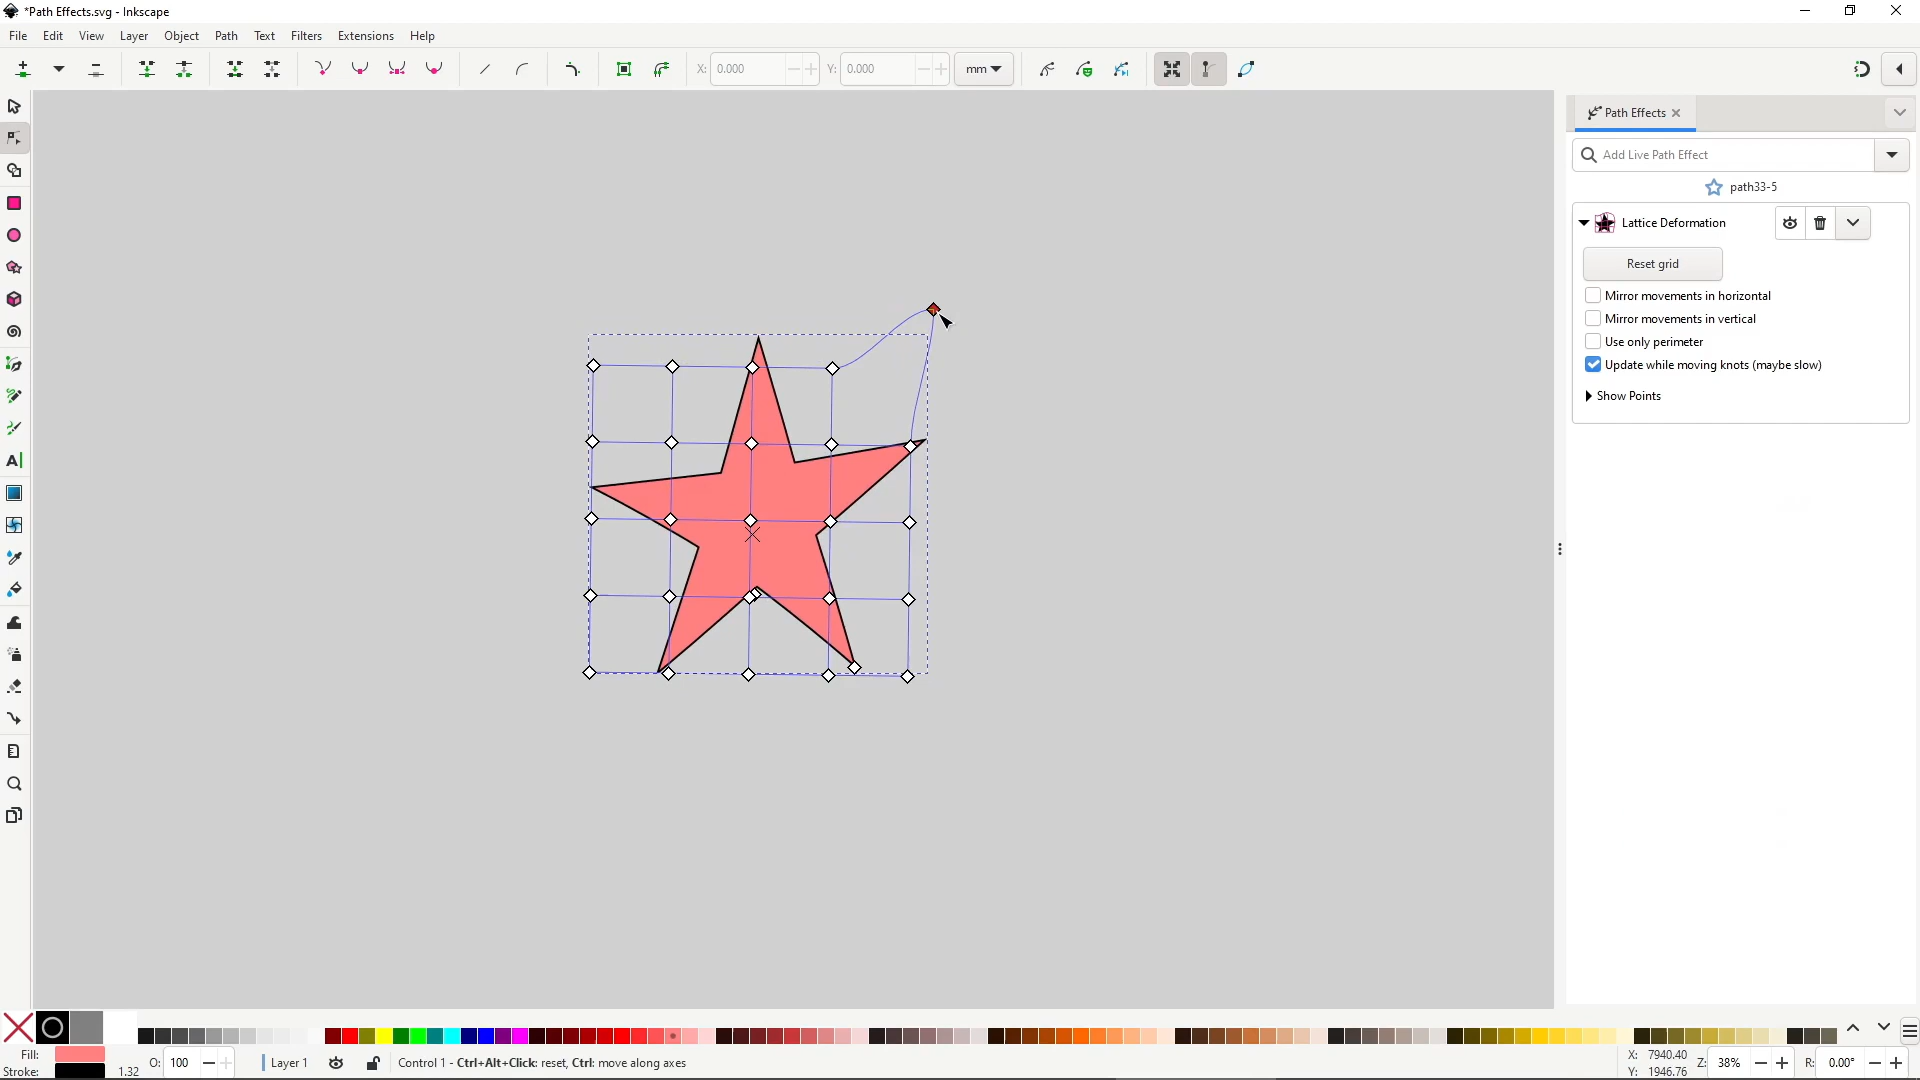 *Path Effects.svg - Inkscape
File Edit View Layer Object Path Text Filters Extensions Help
X: 0.000 Y: 0.000 mm
Path Effects
Add Live Path Effect
path33-5
Lattice Deformation
Reset grid
Mirror movements in horizontal
Mirror movements in vertical
Use only perimeter
Update while moving knots (maybe slow)
Show Points
Fill: O: 100 Layer 1 Control 1 - Ctrl+Alt+Click: reset, Ctrl: move along axes X: 7940.40 Z: 38% R: 0.00°
Stroke: 1.32 Y: 1946.76